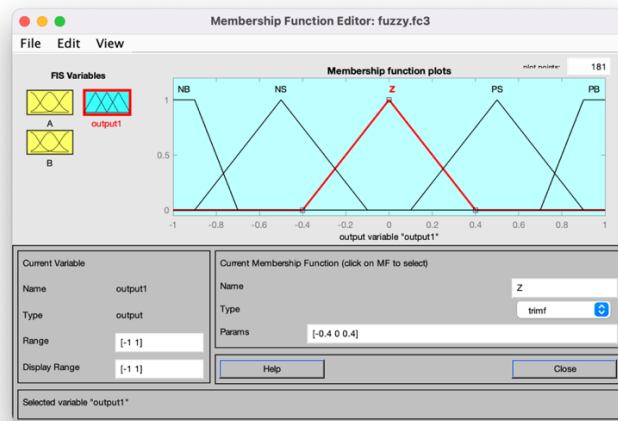 Membership Function Editor: fuzzy.fc3
File Edit View
FIS Variables
A
output1
B
Membership function plots
plot points:
181
NB NS Z PS PB
1
0.5
0
-1 -0.8 -0.6 -0.4 -0.2 0 0.2 0.4 0.6 0.8 1
output variable "output1"
Current Variable
Name output1
Type output
Range [-1 1]
Display Range [-1 1]
Current Membership Function (click on MF to select)
Name Z
Type trimf
Params [-0.4 0 0.4]
Help Close
Selected variable "output1"